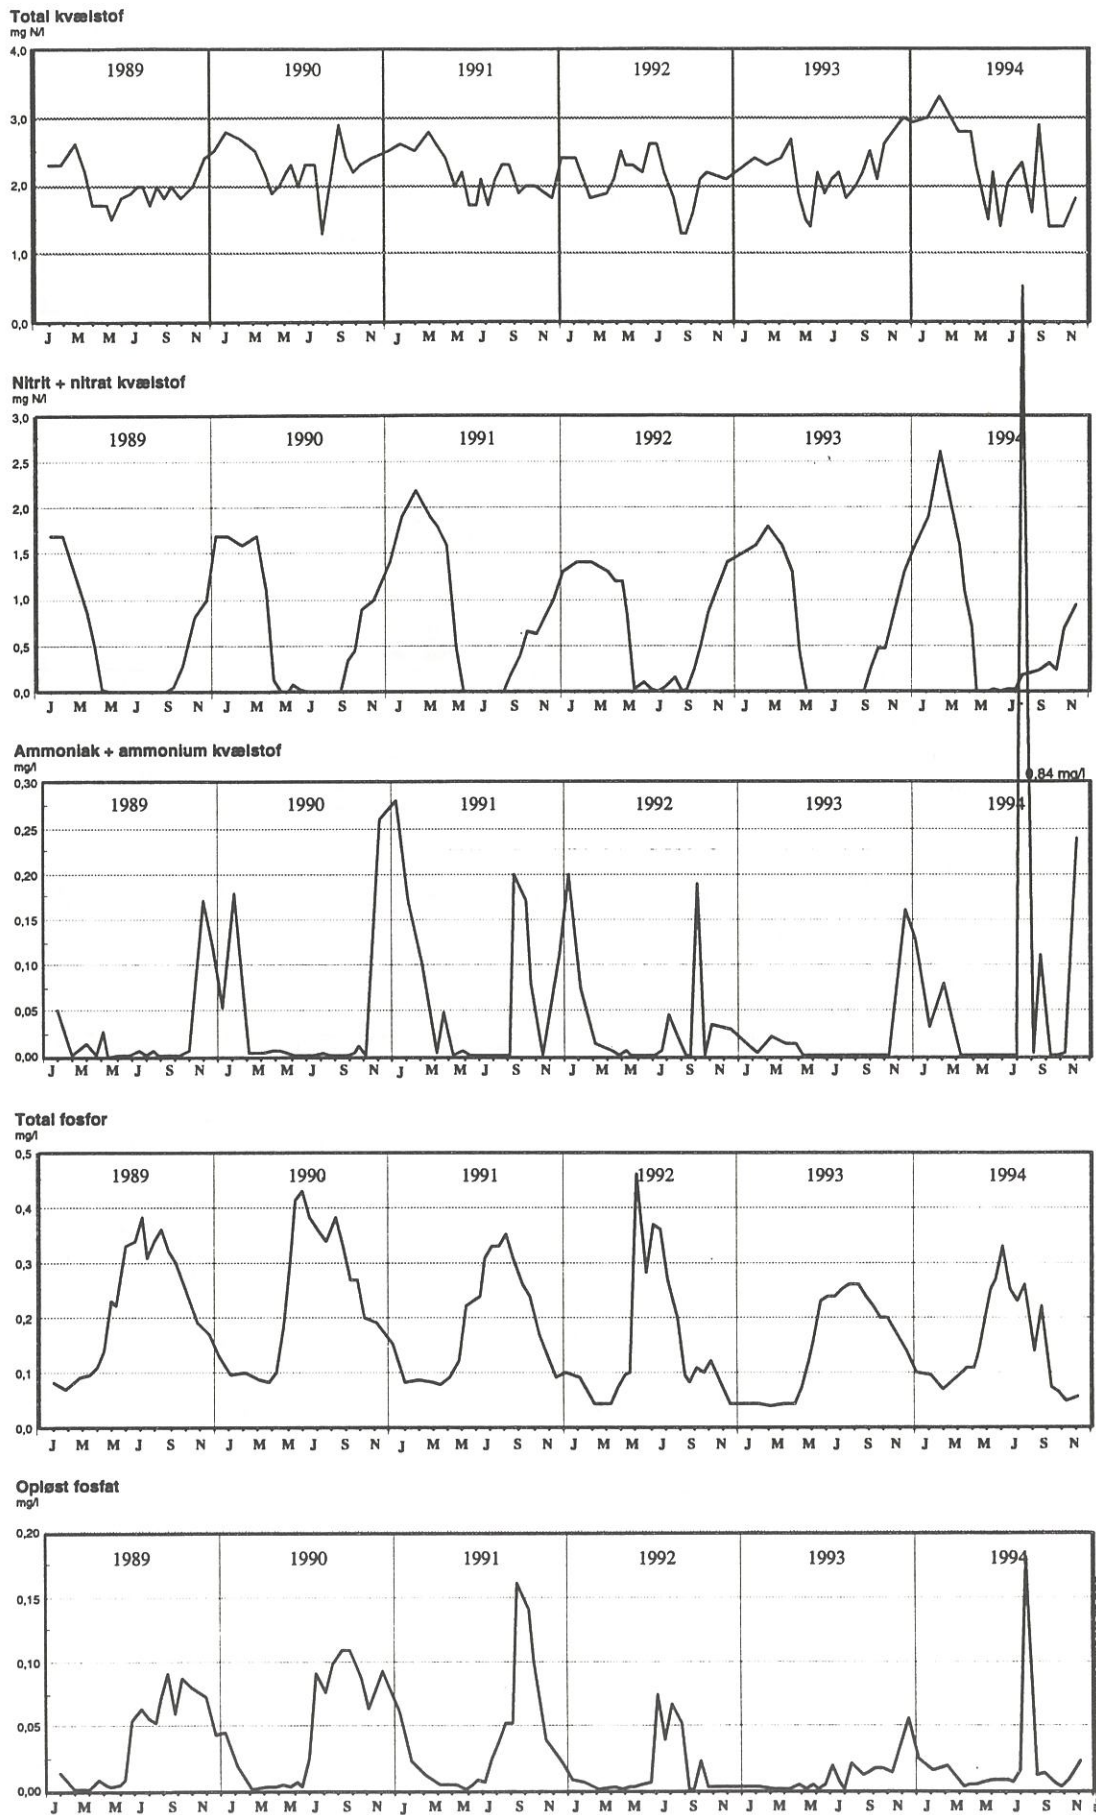 Total kvælstof
mg N/l
4,0
1989 1990 1991 1992 1993 1994
3,0
2,0
1,0
0,0
J M M J S N J M M J S N J M M J S N J M M J S N J M M J S N J M M J S N
Nitrit + nitrat kvælstof
mg N/l
3,0
1989 1990 1991 1992 1993 1994
2,5
2,0
1,5
1,0
0,5
0,0
J M M J S N J M M J S N J M M J S N J M M J S N J M M J S N J M M J S N
Ammoniak + ammonium kvælstof
mg/l
0,84 mg/l
0,30
1989 1990 1991 1992 1993 1994
0,25
0,20
0,15
0,10
0,05
0,00
J M M J S N J M M J S N J M M J S N J M M J S N J M M J S N J M M J S N
Total fosfor
mg/l
0,5
1989 1990 1991 1992 1993 1994
0,4
0,3
0,2
0,1
0,0
J M M J S N J M M J S N J M M J S N J M M J S N J M M J S N J M M J S N
Opløst fosfat
mg/l
0,20
1989 1990 1991 1992 1993 1994
0,15
0,10
0,05
0,00
J M M J S N J M M J S N J M M J S N J M M J S N J M M J S N J M M J S N